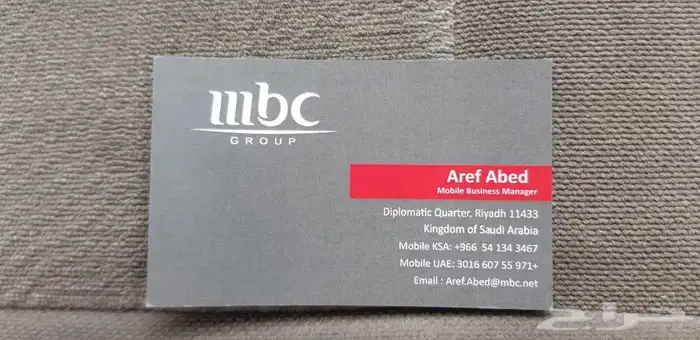 mbc
GROUP
Aref Abed
Mobile Business Manager
Diplomatic Quarter, Riyadh 11433
Kingdom of Saudi Arabia
Mobile KSA: +966 54 134 3467
Mobile UAE: 3016 607 55 971+
Email : Aref.Abed@mbc.net
حراج